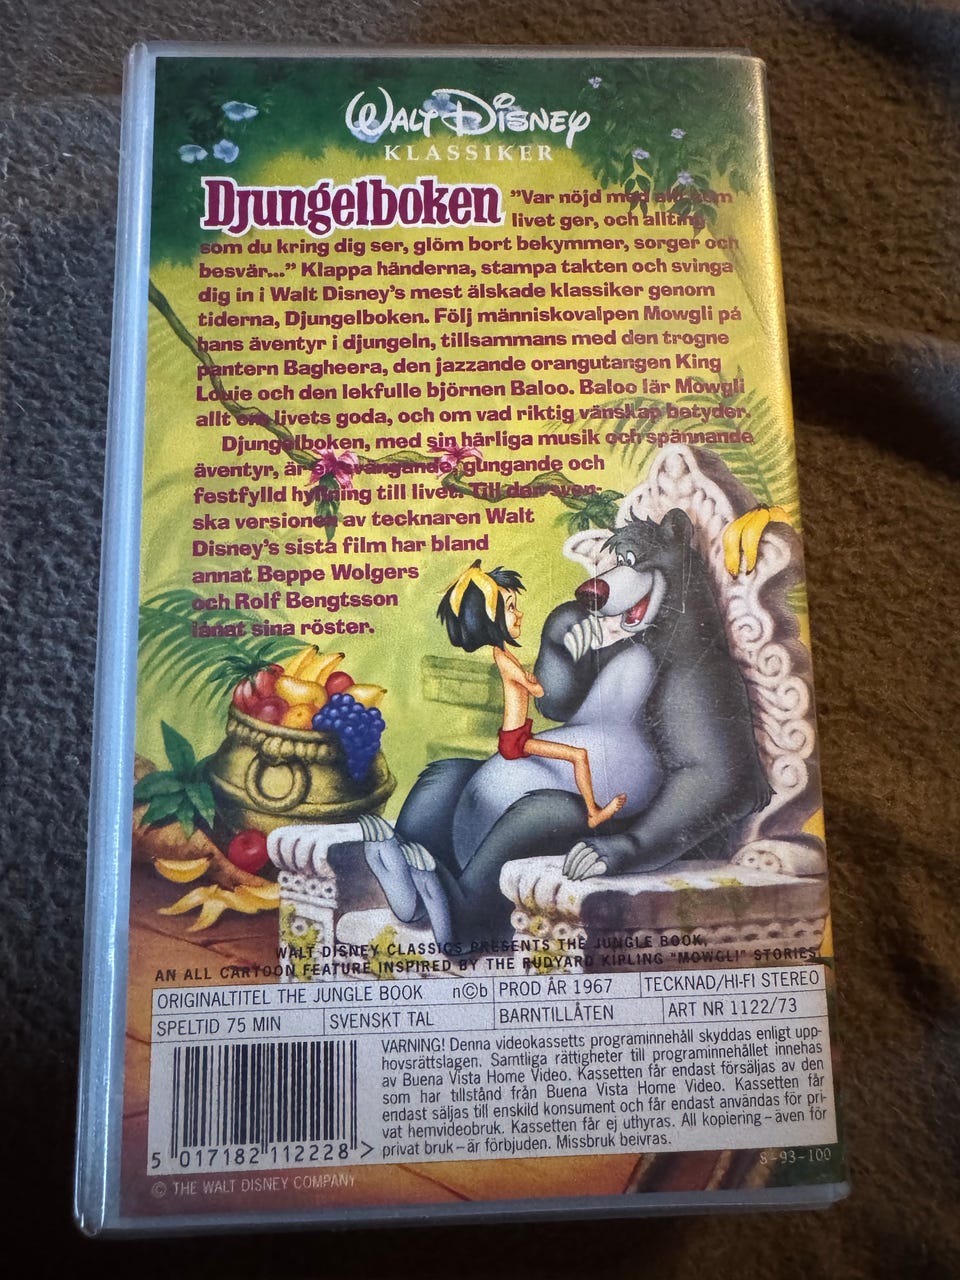 WALT DISNEY
KLASSIKER
Djungelboken
"Var nöjd med allt som
livet ger, och allting
som du kring dig ser, glöm bort bekymmer, sorger och
besvär..." Klappa händerna, stampa takten och svinga
dig in i Walt Disney's mest älskade klassiker genom
tiderna, Djungelboken. Följ människovalpen Mowgli på
hans äventyr i djungeln, tillsammans med den trogne
pantern Bagheera, den jazzande orangutangen King
Louie och den lekfulle björnen Baloo. Baloo lär Mowgli
allt om livets goda, och om vad riktig vänskap betyder.
Djungelboken, med sin härliga musik och spännande
äventyr, är en svängande, gungande och
festfylld hyllning till livet. Till den sven-
ska versionen av tecknaren Walt
Disney's sista film har bland
annat Beppe Wolgers
och Rolf Bengtsson
lånat sina röster.
WALT DISNEY CLASSICS PRESENTS THE JUNGLE BOOK,
AN ALL CARTOON FEATURE INSPIRED BY THE RUDYARD KIPLING "MOWGLI" STORIES
ORIGINALTITEL THE JUNGLE BOOK n©b PROD ÅR 1967 TECKNAD/HI-FI STEREO
SPELTID 75 MIN SVENSKT TAL BARNTILLÅTEN ART NR 1122/73
VARNING! Denna videokassetts programinnehåll skyddas enligt upp-
hovsrättslagen. Samtliga rättigheter till programinnehållet innehas
av Buena Vista Home Video. Kassetten får endast försäljas av den
som har tillstånd från Buena Vista Home Video. Kassetten får
endast säljas till enskild konsument och får endast användas för pri-
vat hemvideobruk. Kassetten får ej uthyras. All kopiering – även för
privat bruk – är förbjuden. Missbruk beivras.
5 017182 112228 >
S-93-100
© THE WALT DISNEY COMPANY